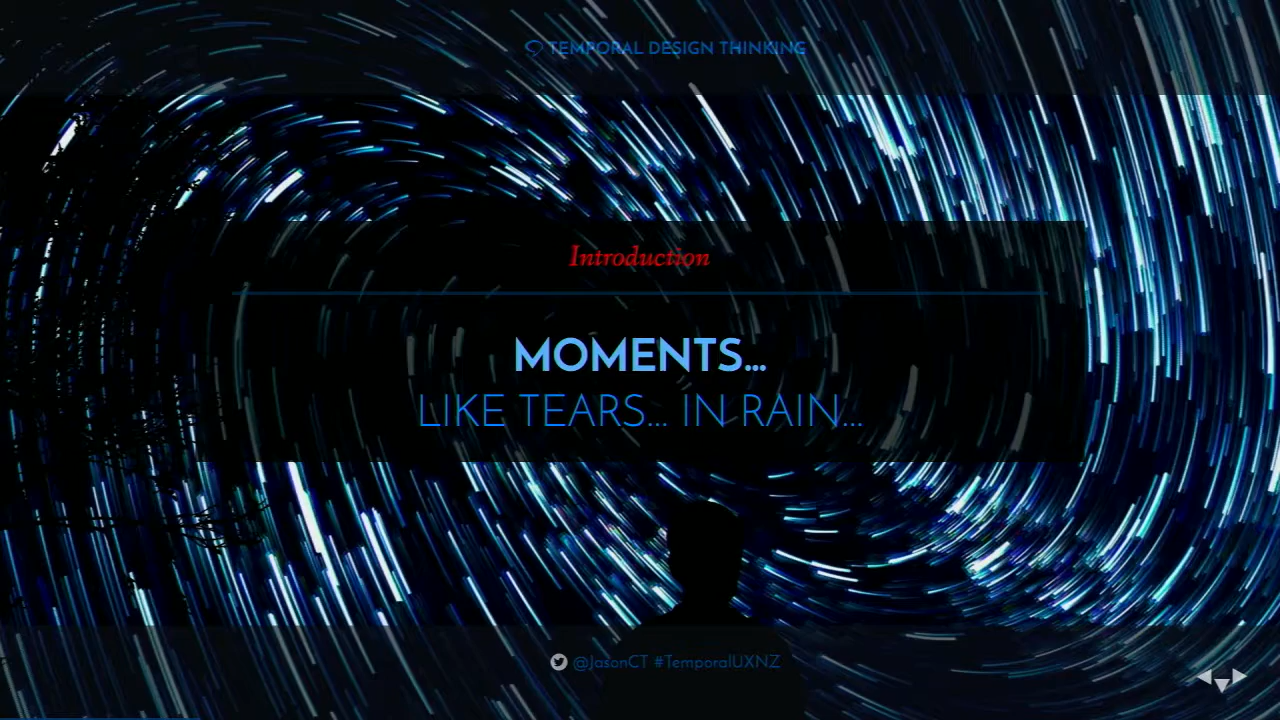 TEMPORAL DESIGN THINKING
Introduction
MOMENTS...
LIKE TEARS... IN RAIN...
@JasonCT #TemporalUXNZ